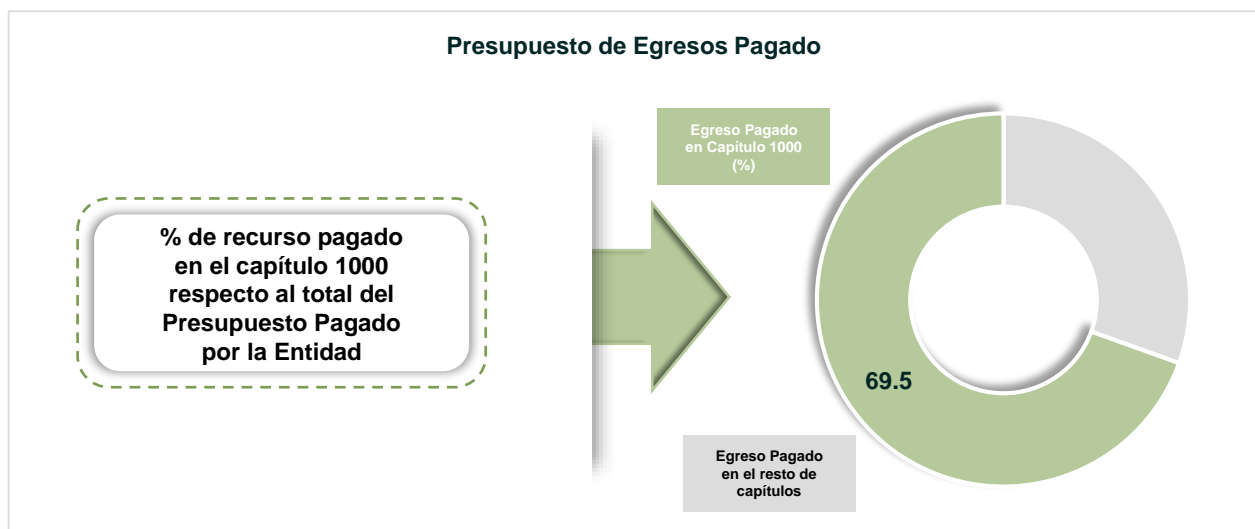 Presupuesto de Egresos Pagado
% de recurso pagado
en el capítulo 1000
respecto al total del
Presupuesto Pagado
por la Entidad
Egreso Pagado
en Capítulo 1000
(%)
69.5
Egreso Pagado
en el resto de
capítulos